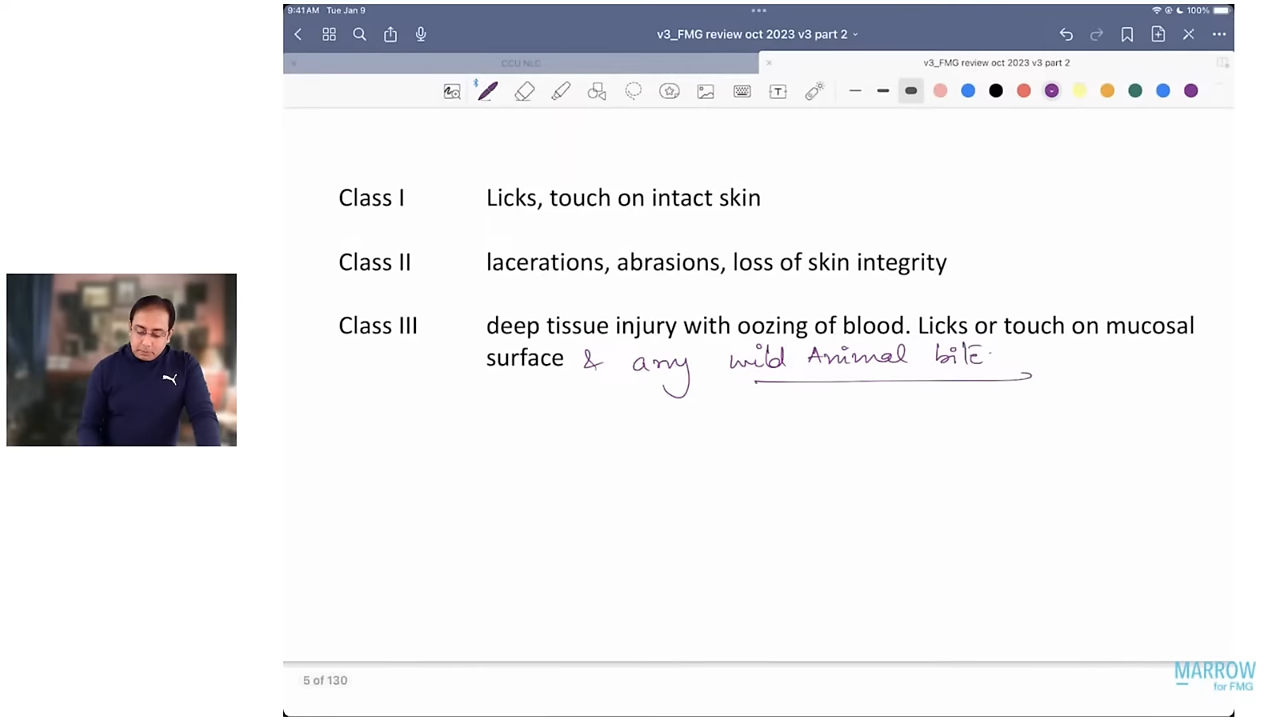 9:41 AM Tue Jan 9
100%
v3_FMG review oct 2023 v3 part 2
CCU NLC
v3_FMG review oct 2023 v3 part 2
T
Class I Licks, touch on intact skin
Class II lacerations, abrasions, loss of skin integrity
Class III deep tissue injury with oozing of blood. Licks or touch on mucosal
surface & any wild Animal bite.
5 of 130
MARROW
for FMG